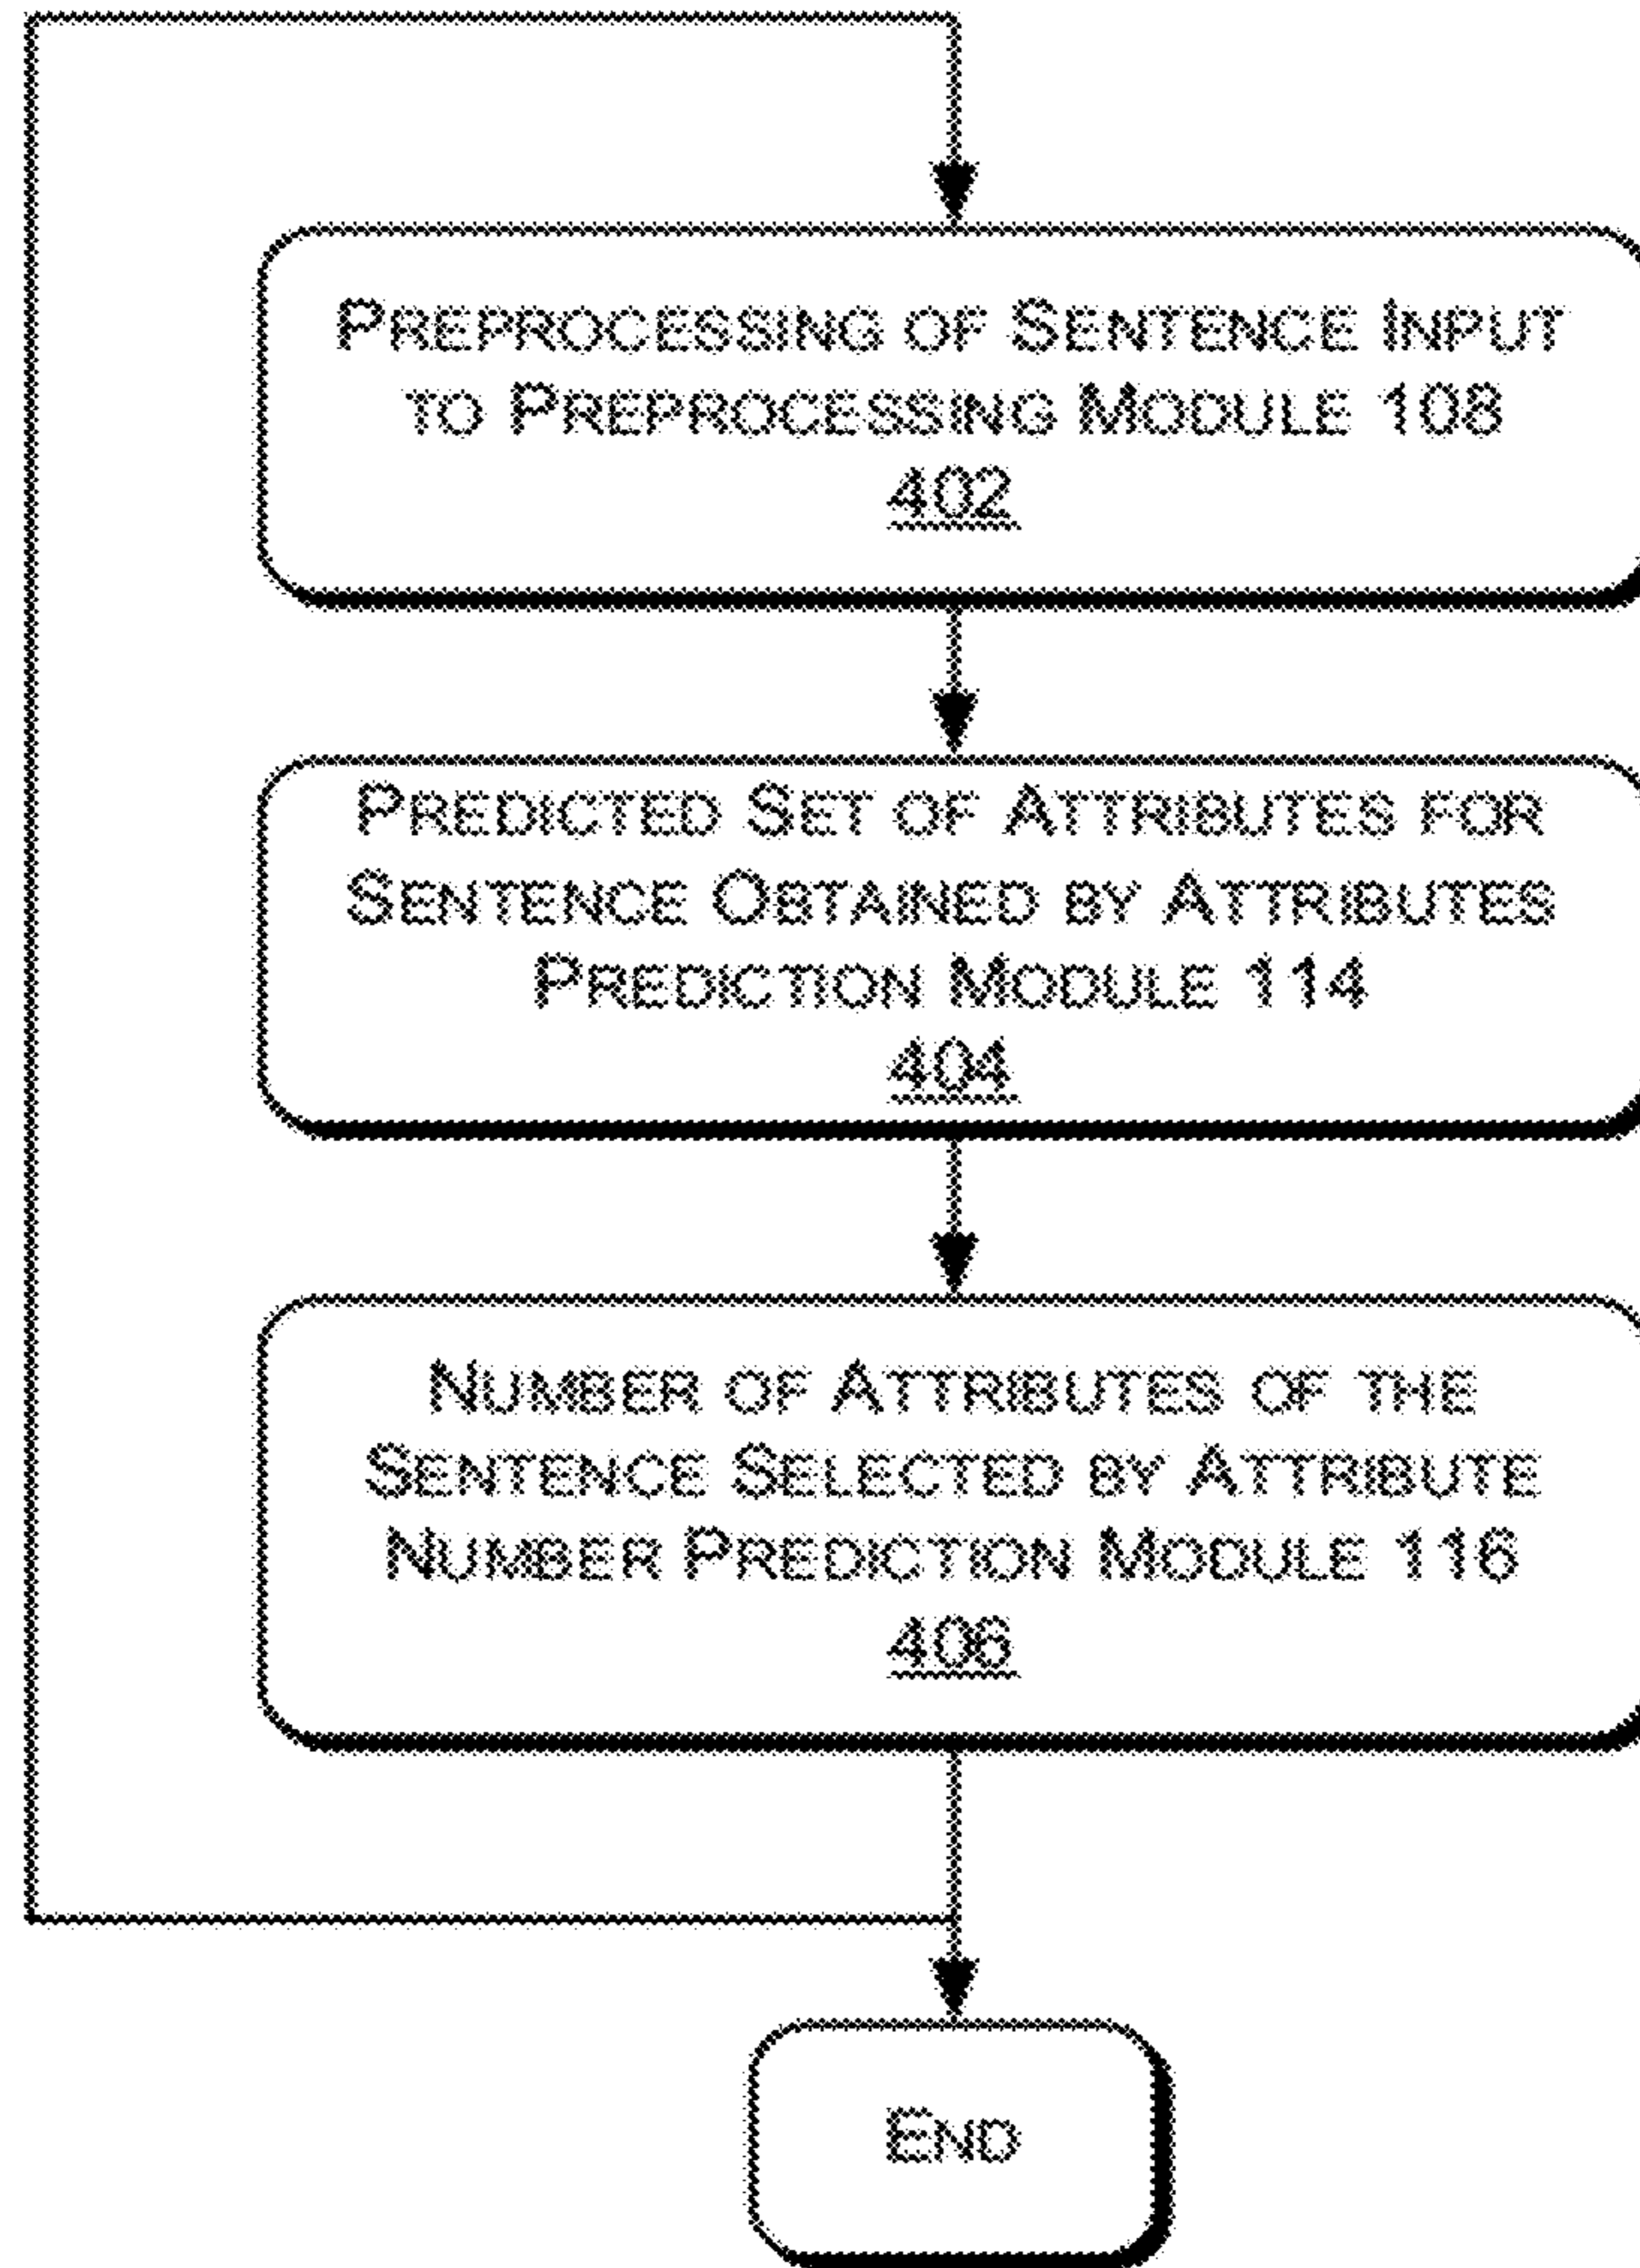 PREPROCESSING OF SENTENCE INPUT
TO PREPROCESSING MODULE 108
402
PREDICTED SET OF ATTRIBUTES FOR
SENTENCE OBTAINED BY ATTRIBUTES
PREDICTION MODULE 114
404
NUMBER OF ATTRIBUTES OF THE
SENTENCE SELECTED BY ATTRIBUTE
NUMBER PREDICTION MODULE 116
406
END